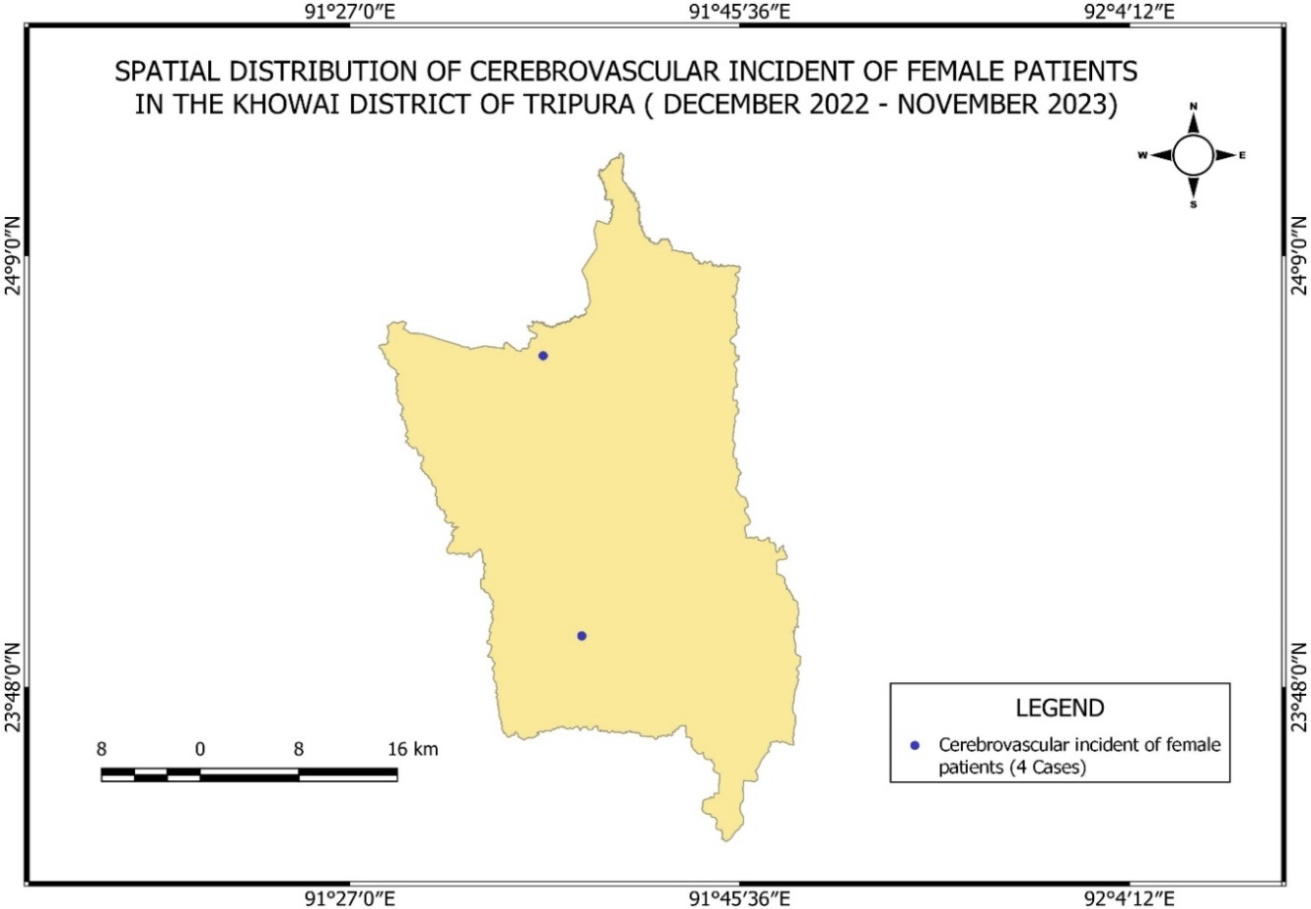 91°27′0″E 91°45′36″E 92°4′12″E
SPATIAL DISTRIBUTION OF CEREBROVASCULAR INCIDENT OF FEMALE PATIENTS
IN THE KHOWAI DISTRICT OF TRIPURA ( DECEMBER 2022 - NOVEMBER 2023)
N
W E
S
24°9′0″N 24°9′0″N
23°48′0″N 23°48′0″N
LEGEND
Cerebrovascular incident of female
patients (4 Cases)
8 0 8 16 km
91°27′0″E 91°45′36″E 92°4′12″E